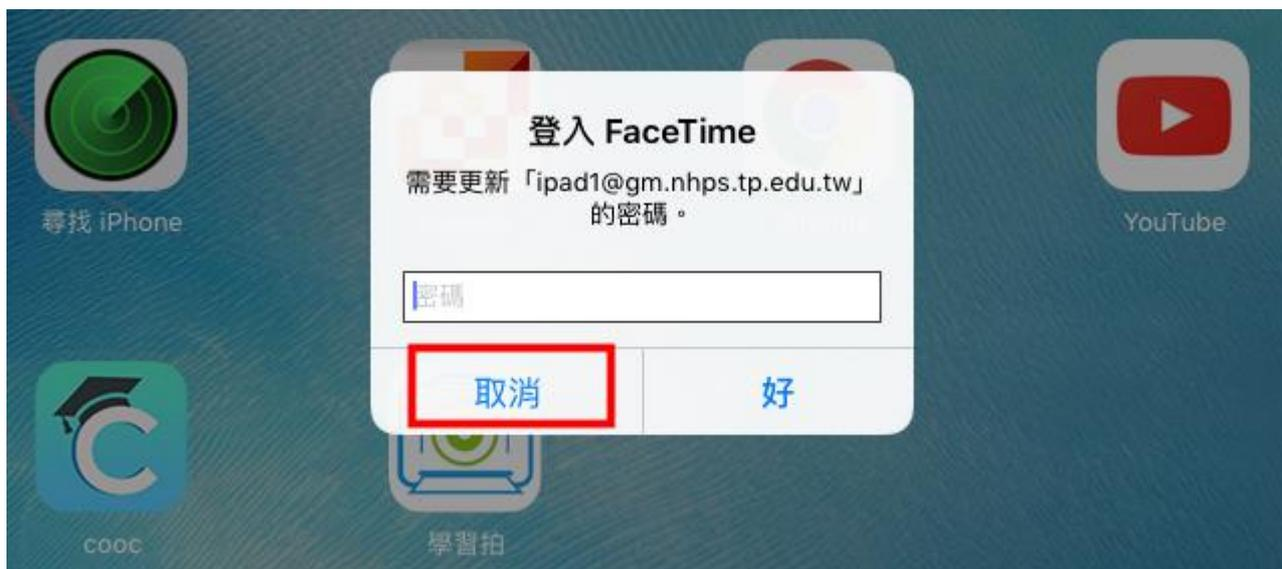 登入 FaceTime
需要更新「ipad1@gm.nhps.tp.edu.tw」
的密碼。
密碼
取消
好
尋找 iPhone
YouTube
cooc
學習拍